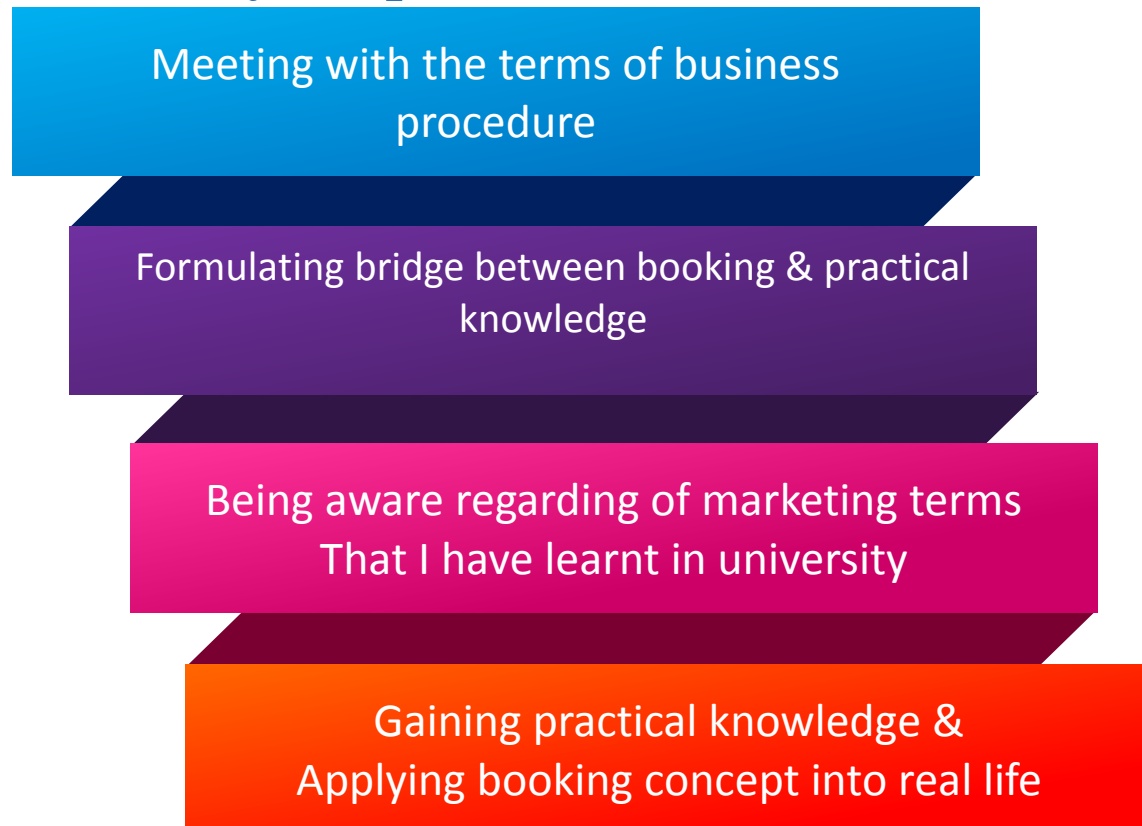 Meeting with the terms of business
procedure
Formulating bridge between booking & practical
knowledge
Being aware regarding of marketing terms
That I have learnt in university
Gaining practical knowledge &
Applying booking concept into real life